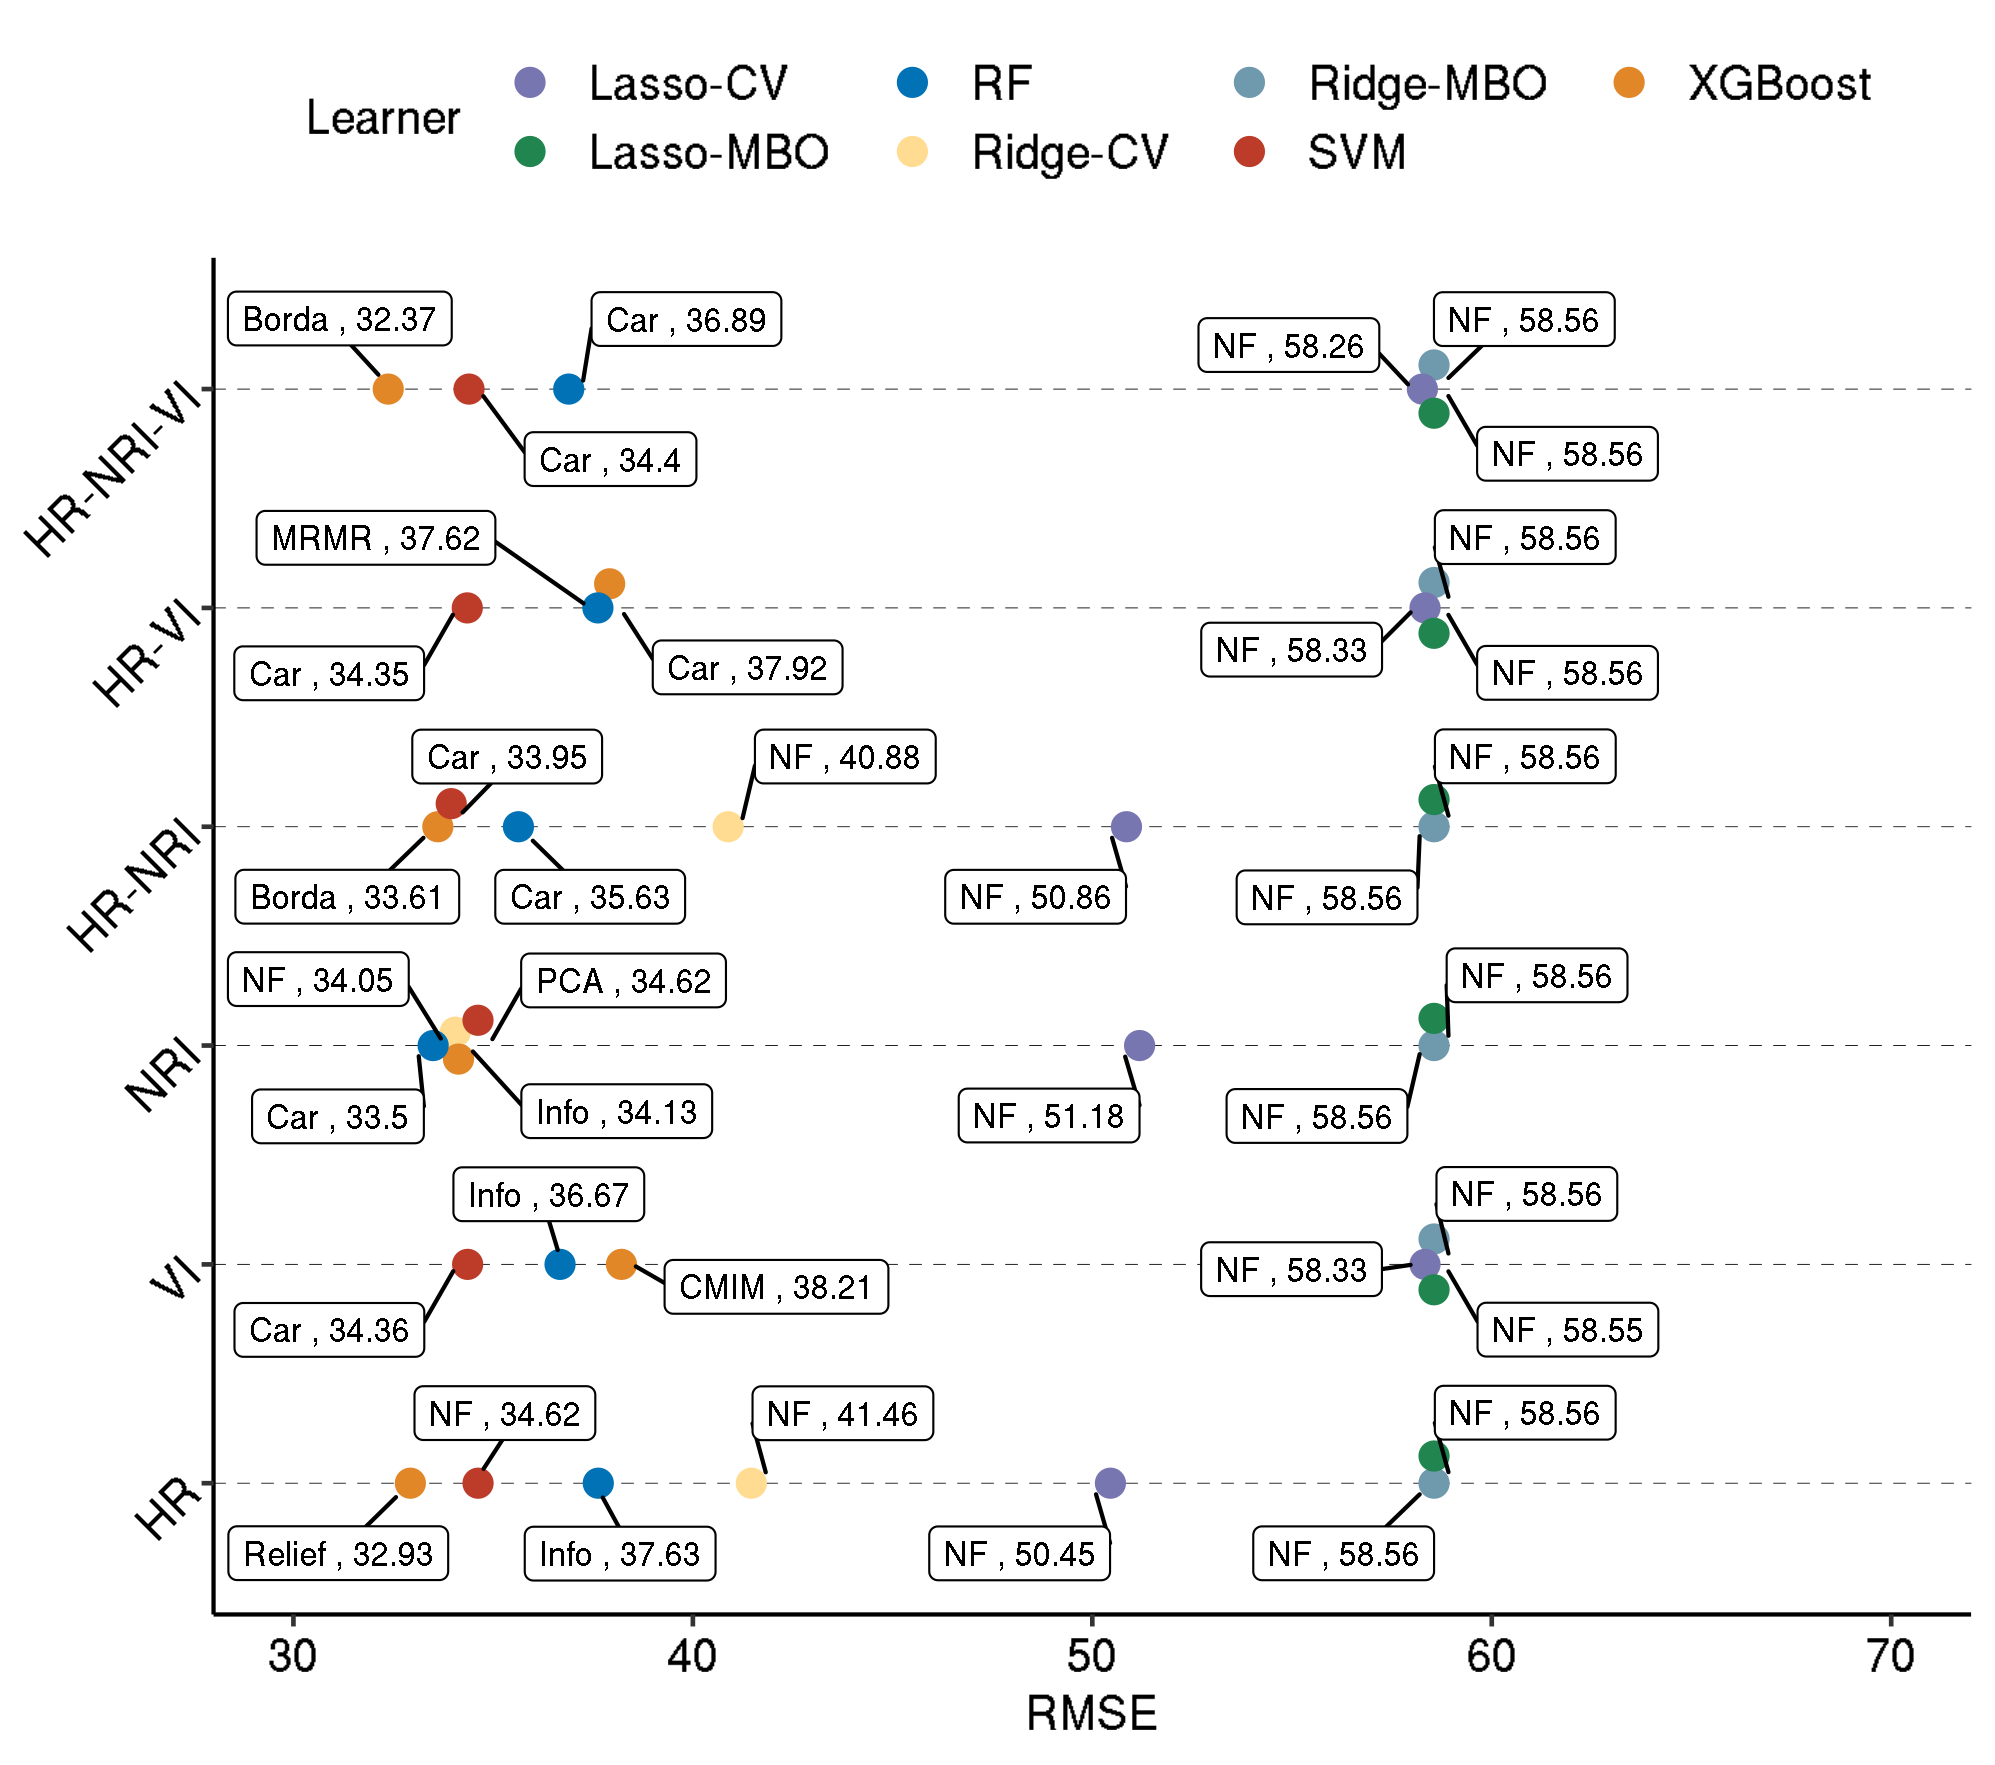 Learner
Lasso-CV
RF
Ridge-MBO
XGBoost
Lasso-MBO
Ridge-CV
SVM
HR-NRI-VI
Borda , 32.37
Car , 36.89
NF , 58.26
NF , 58.56
Car , 34.4
NF , 58.56
HR-VI
MRMR , 37.62
NF , 58.56
Car , 34.35
Car , 37.92
NF , 58.33
NF , 58.56
HR-NRI
Car , 33.95
NF , 40.88
NF , 58.56
Borda , 33.61
Car , 35.63
NF , 50.86
NF , 58.56
NRI
NF , 34.05
PCA , 34.62
NF , 58.56
Car , 33.5
Info , 34.13
NF , 51.18
NF , 58.56
VI
Info , 36.67
NF , 58.56
CMIM , 38.21
NF , 58.33
Car , 34.36
NF , 58.55
HR
NF , 34.62
NF , 41.46
NF , 58.56
Relief , 32.93
Info , 37.63
NF , 50.45
NF , 58.56
30
40
50
60
70
RMSE